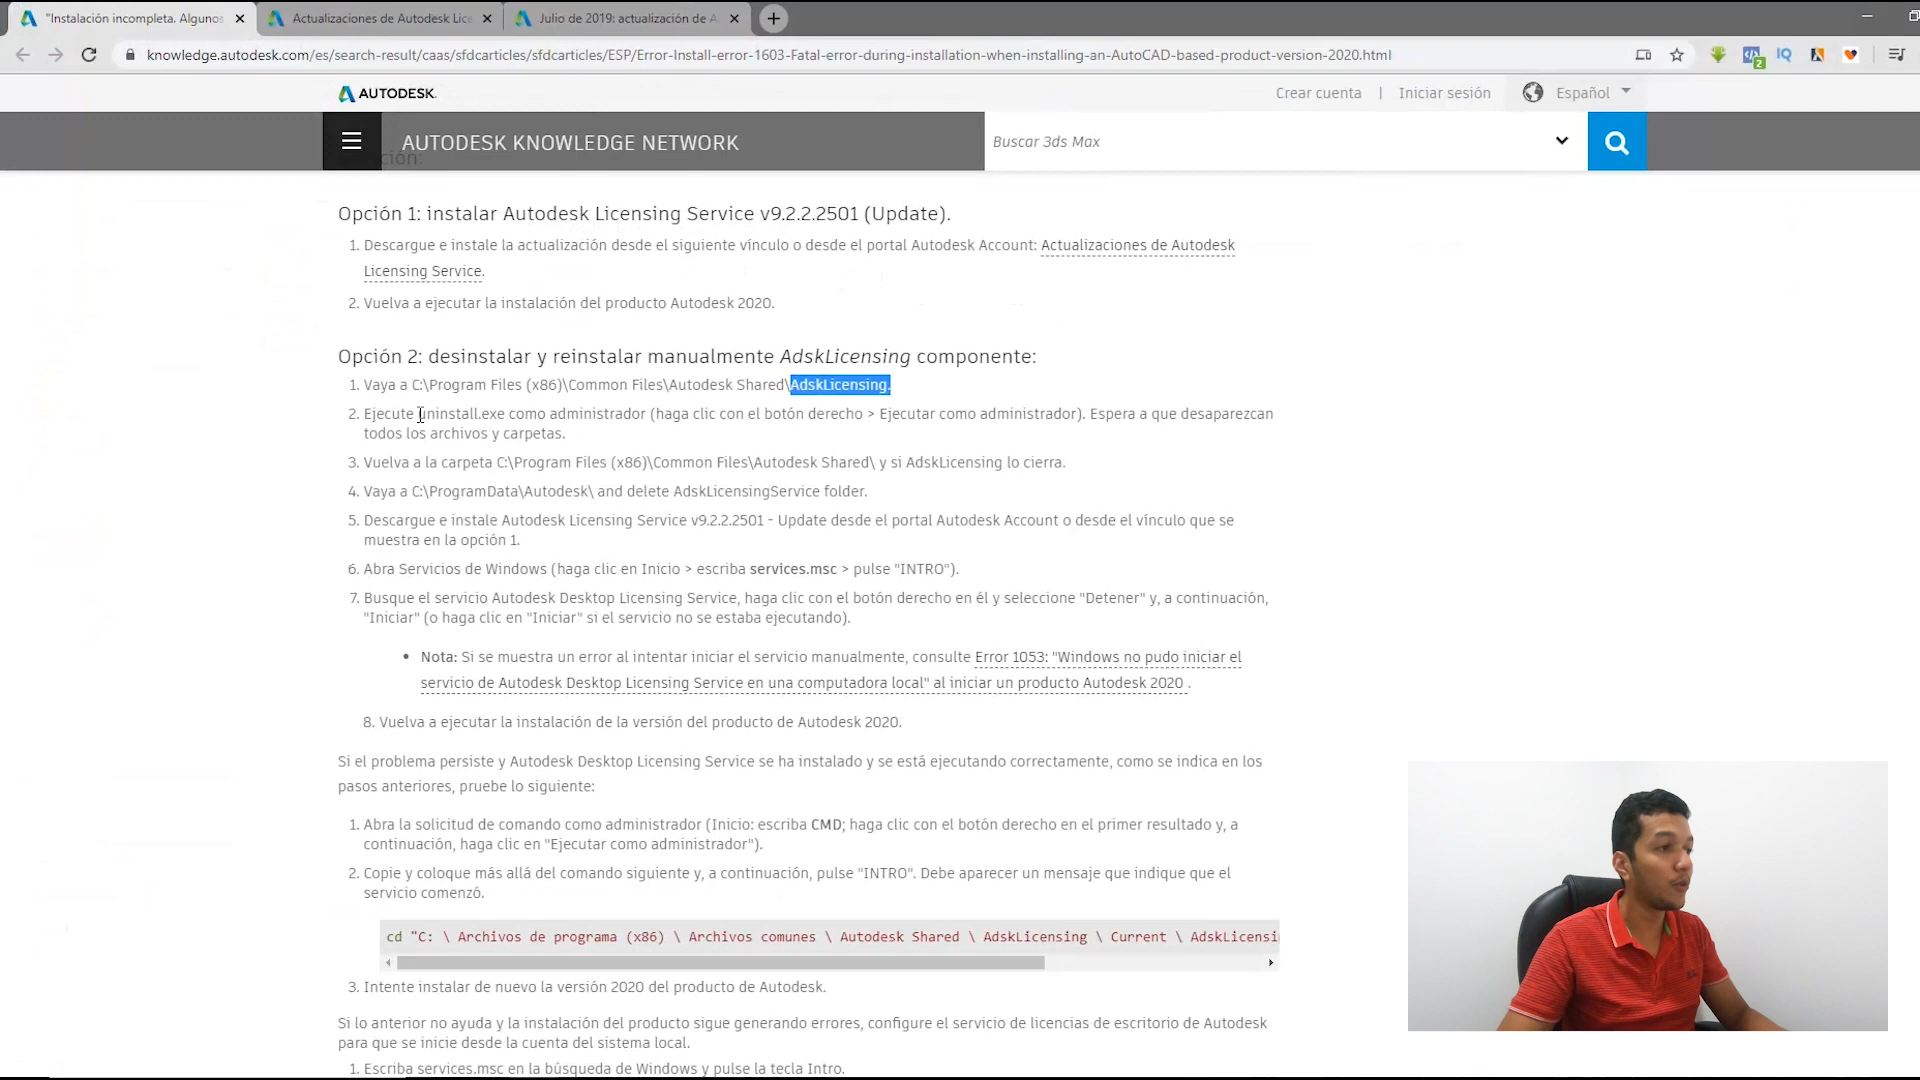 "Instalación incompleta. Algunos
Actualizaciones de Autodesk Lice
Julio de 2019: actualización de A
knowledge.autodesk.com/es/search-result/caas/sfdcarticles/sfdcarticles/ESP/Error-Install-error-1603-Fatal-error-during-installation-when-installing-an-AutoCAD-based-product-version-2020.html
2
IQ
AUTODESK.
Crear cuenta | Iniciar sesión Español
AUTODESK KNOWLEDGE NETWORK
Buscar 3ds Max
Opción 1: instalar Autodesk Licensing Service v9.2.2.2501 (Update).
1. Descargue e instale la actualización desde el siguiente vínculo o desde el portal Autodesk Account: Actualizaciones de Autodesk
Licensing Service.
2. Vuelva a ejecutar la instalación del producto Autodesk 2020.
Opción 2: desinstalar y reinstalar manualmente AdskLicensing componente:
1. Vaya a C:\Program Files (x86)\Common Files\Autodesk Shared\AdskLicensing.
2. Ejecute uninstall.exe como administrador (haga clic con el botón derecho > Ejecutar como administrador). Espera a que desaparezcan
todos los archivos y carpetas.
3. Vuelva a la carpeta C:\Program Files (x86)\Common Files\Autodesk Shared\ y si AdskLicensing lo cierra.
4. Vaya a C:\ProgramData\Autodesk\ and delete AdskLicensingService folder.
5. Descargue e instale Autodesk Licensing Service v9.2.2.2501 - Update desde el portal Autodesk Account o desde el vínculo que se
muestra en la opción 1.
6. Abra Servicios de Windows (haga clic en Inicio > escriba services.msc > pulse "INTRO").
7. Busque el servicio Autodesk Desktop Licensing Service, haga clic con el botón derecho en él y seleccione "Detener" y, a continuación,
"Iniciar" (o haga clic en "Iniciar" si el servicio no se estaba ejecutando).
• Nota: Si se muestra un error al intentar iniciar el servicio manualmente, consulte Error 1053: "Windows no pudo iniciar el
servicio de Autodesk Desktop Licensing Service en una computadora local" al iniciar un producto Autodesk 2020 .
8. Vuelva a ejecutar la instalación de la versión del producto de Autodesk 2020.
Si el problema persiste y Autodesk Desktop Licensing Service se ha instalado y se está ejecutando correctamente, como se indica en los
pasos anteriores, pruebe lo siguiente:
1. Abra la solicitud de comando como administrador (Inicio: escriba CMD; haga clic con el botón derecho en el primer resultado y, a
continuación, haga clic en "Ejecutar como administrador").
2. Copie y coloque más allá del comando siguiente y, a continuación, pulse "INTRO". Debe aparecer un mensaje que indique que el
servicio comenzó.
cd "C: \ Archivos de programa (x86) \ Archivos comunes \ Autodesk Shared \ AdskLicensing \ Current \ AdskLicensin
3. Intente instalar de nuevo la versión 2020 del producto de Autodesk.
Si lo anterior no ayuda y la instalación del producto sigue generando errores, configure el servicio de licencias de escritorio de Autodesk
para que se inicie desde la cuenta del sistema local.
1. Escriba services.msc en la búsqueda de Windows y pulse la tecla Intro.